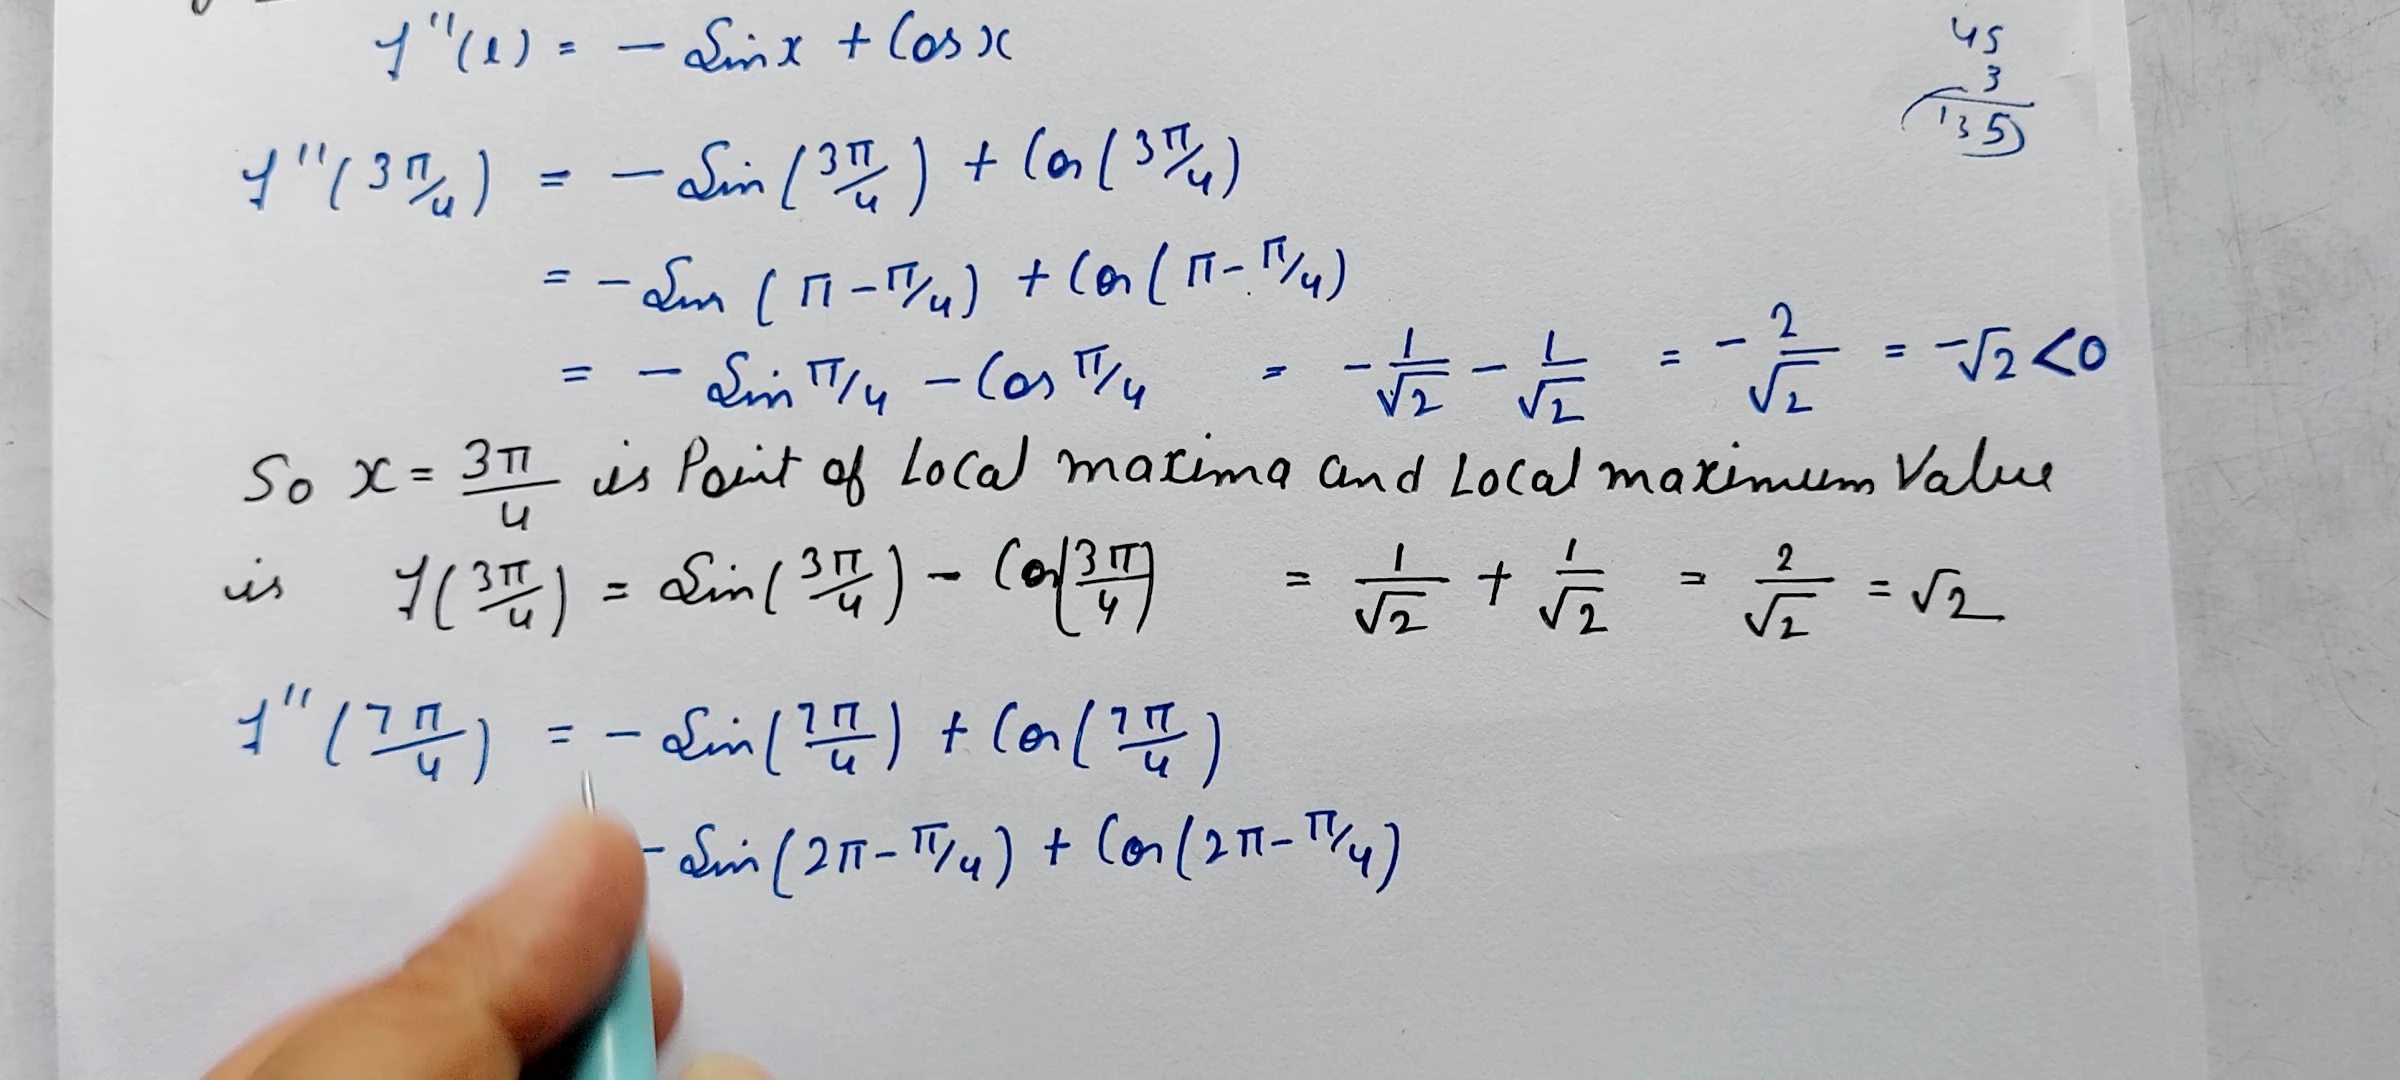 f''(x) = - Sin x + Cos x
45
3
135
f''(3π/4) = - Sin(3π/4) + Cos(3π/4)
= - Sin (π - π/4) + Cos(π - π/4)
= - Sin π/4 - Cos π/4 = - 1/√2 - 1/√2 = - 2/√2 = -√2 < 0
So x = 3π/4 is Point of Local maxima and Local maximum Value
is f(3π/4) = Sin(3π/4) - Cos(3π/4) = 1/√2 + 1/√2 = 2/√2 = √2
f''(7π/4) = - Sin(7π/4) + Cos(7π/4)
- Sin(2π - π/4) + Cos(2π - π/4)